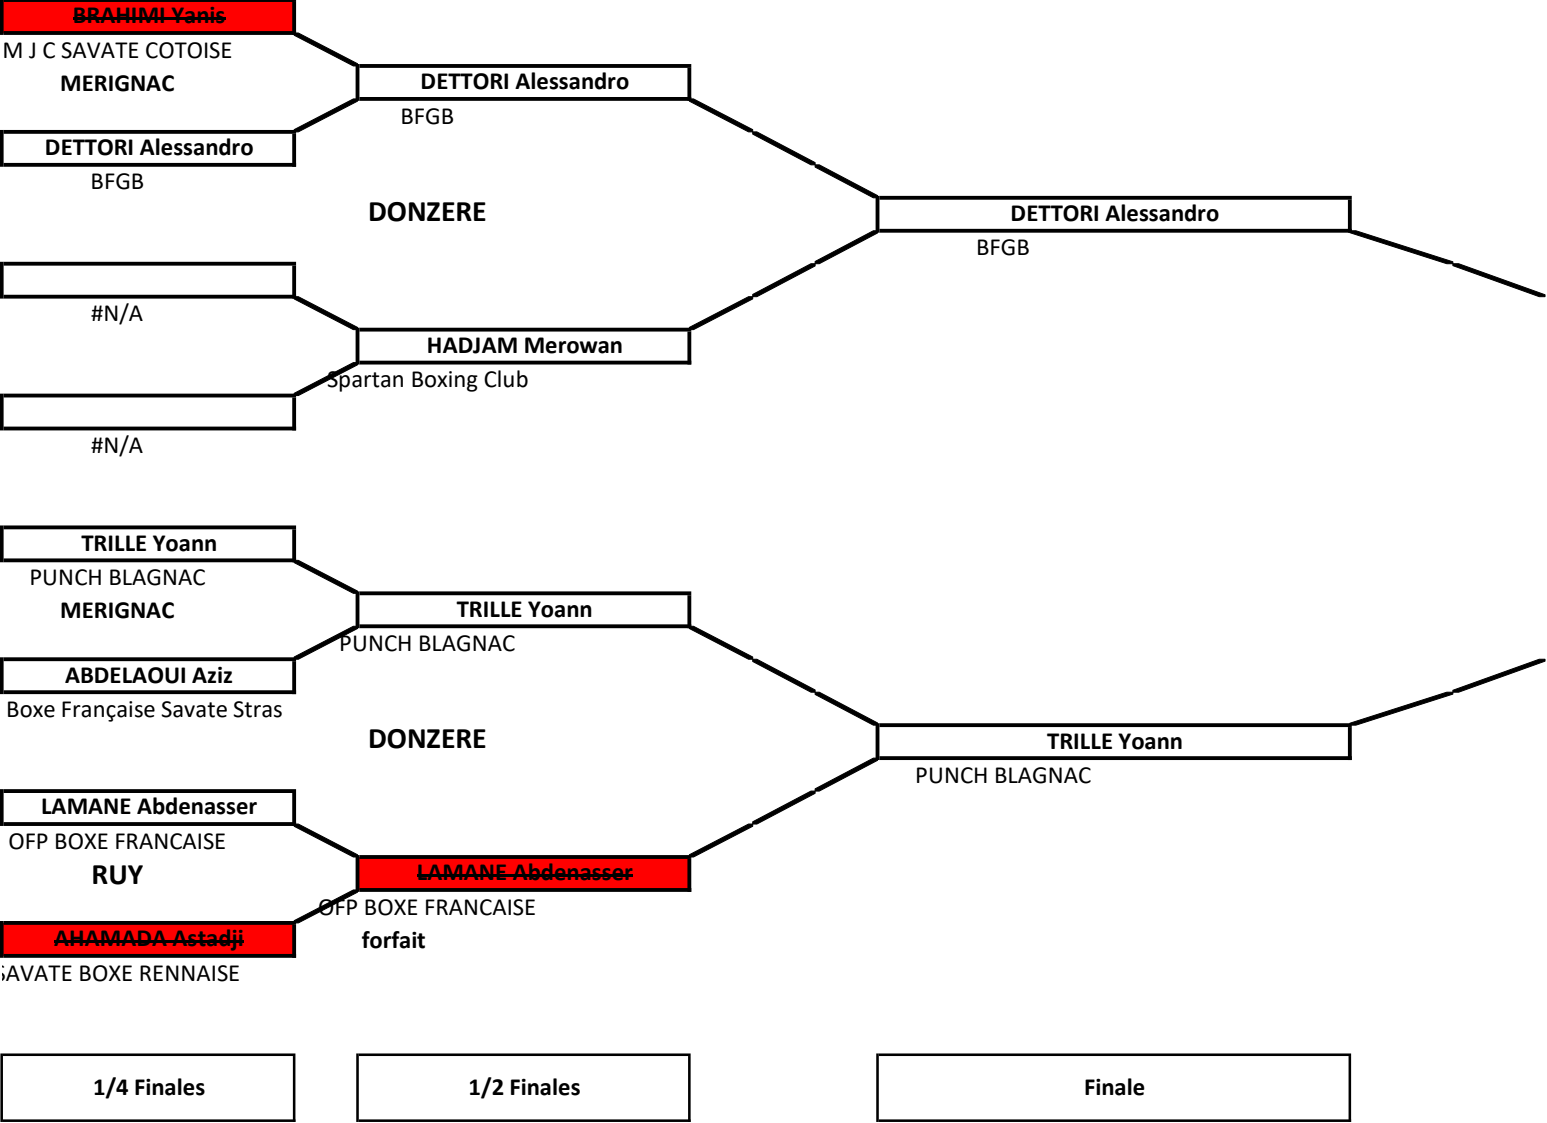 BRAHIMI Yanis
M J C SAVATE COTOISE
MERIGNAC
DETTORI Alessandro
BFGB
DETTORI Alessandro
BFGB
DONZERE
DETTORI Alessandro
BFGB
#N/A
HADJAM Merowan
Spartan Boxing Club
#N/A
TRILLE Yoann
PUNCH BLAGNAC
MERIGNAC
TRILLE Yoann
PUNCH BLAGNAC
ABDELAOUI Aziz
Boxe Française Savate Stras
DONZERE
TRILLE Yoann
PUNCH BLAGNAC
LAMANE Abdenasser
OFP BOXE FRANCAISE
RUY
LAMANE Abdenasser
OFP BOXE FRANCAISE
forfait
AHAMADA Astadji
SAVATE BOXE RENNAISE
1/4 Finales
1/2 Finales
Finale